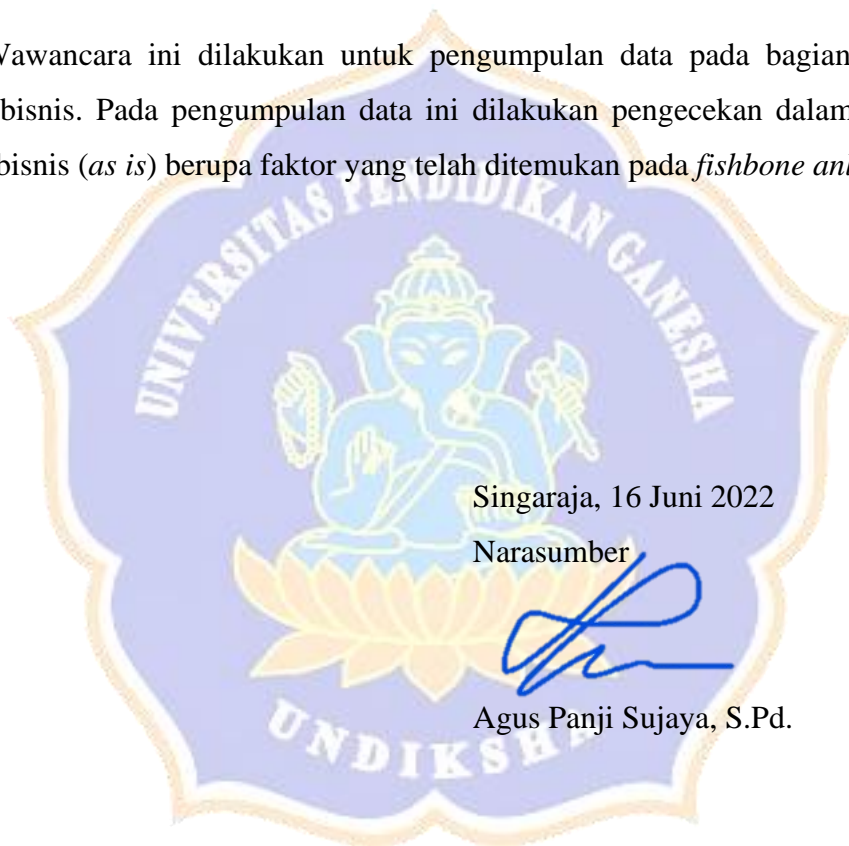 Wawancara ini dilakukan untuk pengumpulan data pada bagian
bisnis. Pada pengumpulan data ini dilakukan pengecekan dalam
bisnis (as is) berupa faktor yang telah ditemukan pada fishbone
UNIVERSITAS PENDIDIKAN GANESHA
Singaraja, 16 Juni 2022
Narasumber
Agus Panji Sujaya, S.Pd.
UNDIKSHA